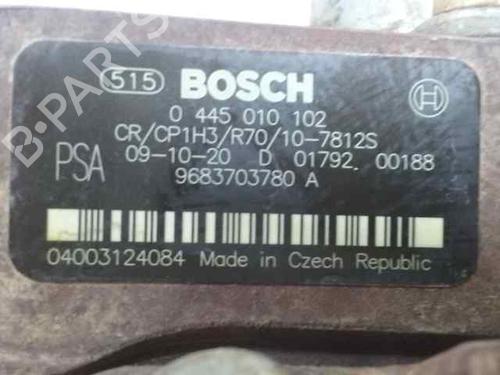 515 BOSCH
0 445 010 102
CR/CP1H3/R70/10-7812S
PSA 09-10-20 D 01792 00188
9683703780 A
04003124084 Made in Czech Republic